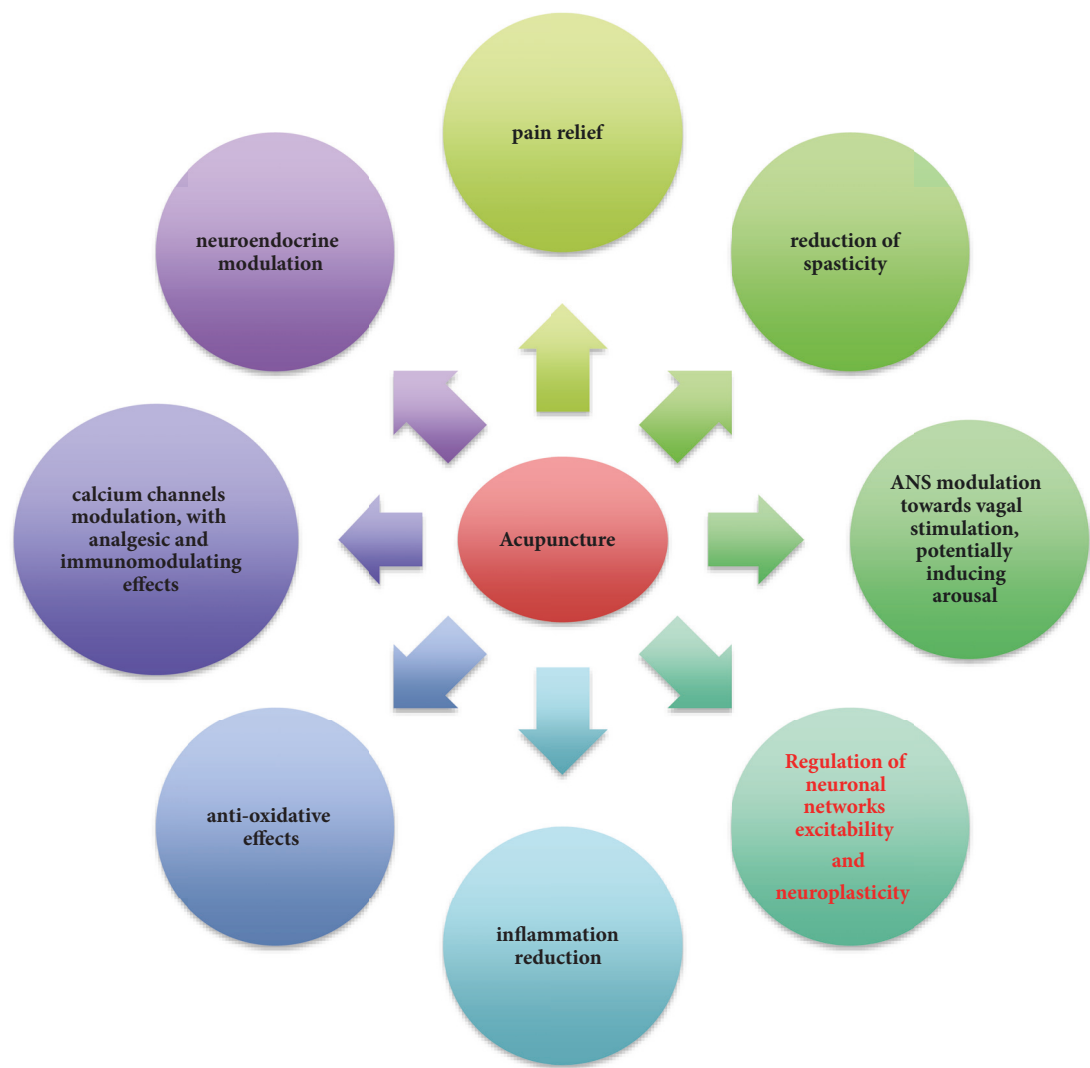 pain relief
neuroendocrine
modulation
reduction of
spasticity
calcium channels
modulation, with
analgesic and
immunomodulating
effects
Acupuncture
ANS modulation
towards vagal
stimulation,
potentially
inducing
arousal
anti-oxidative
effects
Regulation of
neuronal
networks
excitability
and
neuroplasticity
inflammation
reduction